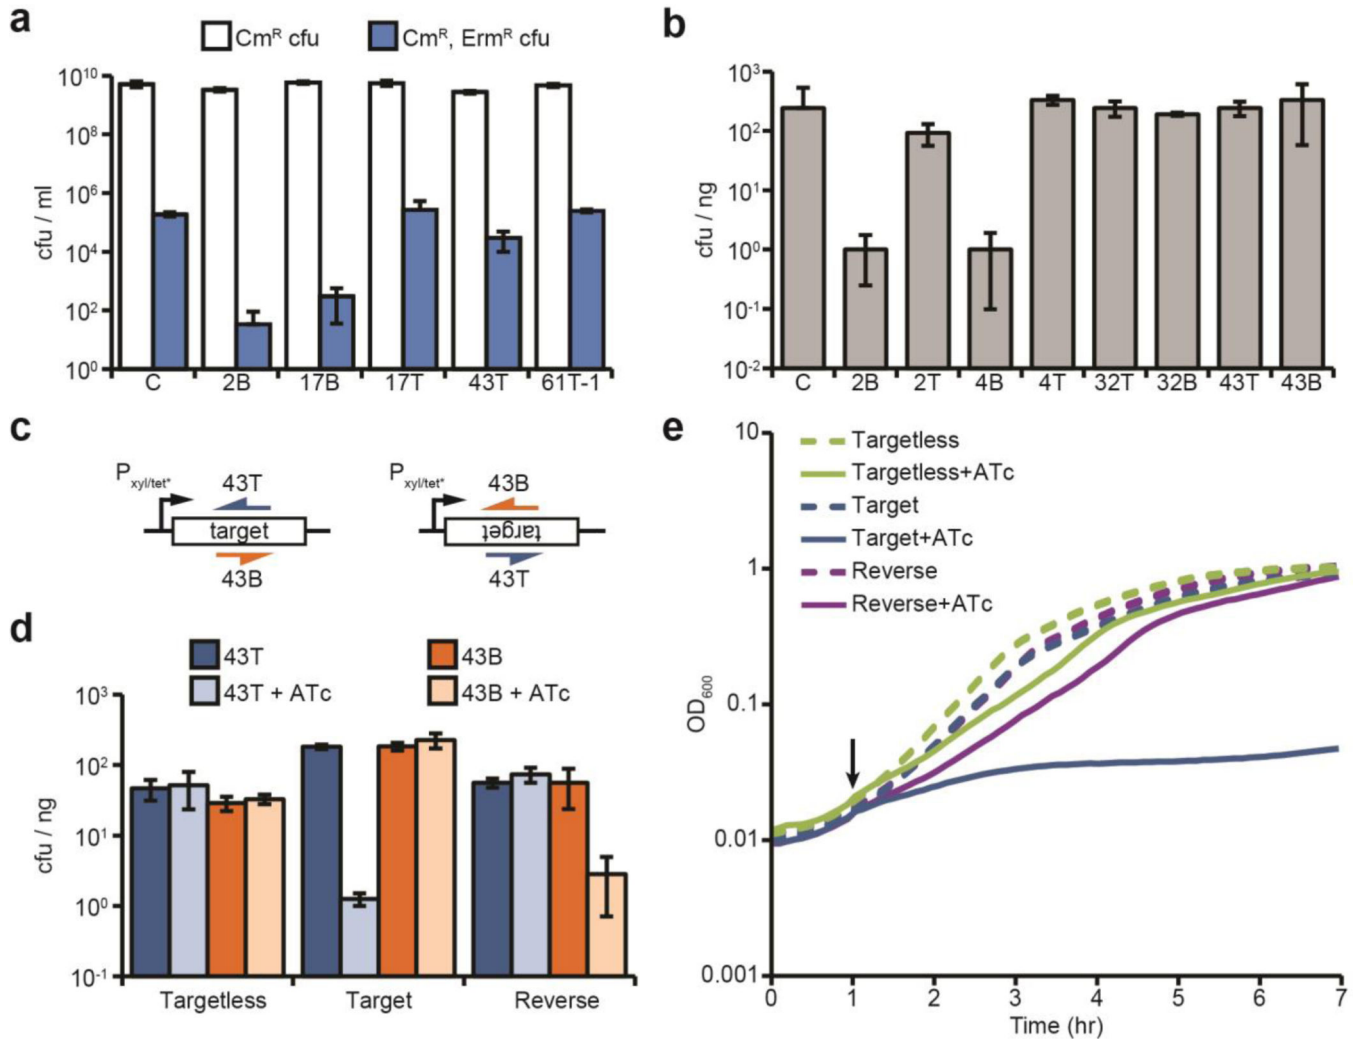 a
Cm^R cfu
Cm^R, Erm^R cfu
cfu / ml
10^10
10^8
10^6
10^4
10^2
10^0
C 2B 17B 17T 43T 61T-1
b
cfu / ng
10^3
10^2
10^1
10^0
10^-1
10^-2
C 2B 2T 4B 4T 32T 32B 43T 43B
c
P_xyl/tet*
43T
target
43B
P_xyl/tet*
43B
target
43T
d
43T
43B
43T + ATc
43B + ATc
cfu / ng
10^3
10^2
10^1
10^0
10^-1
Targetless Target Reverse
e
Targetless
Targetless+ATc
Target
Target+ATc
Reverse
Reverse+ATc
OD_600
10
1
0.1
0.01
0.001
0 1 2 3 4 5 6 7
Time (hr)